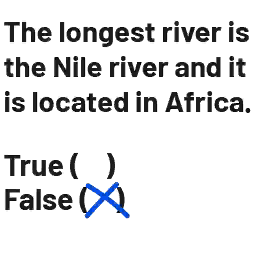 The longest river is
the Nile river and it
is located in Africa.
True (  )
False (X)